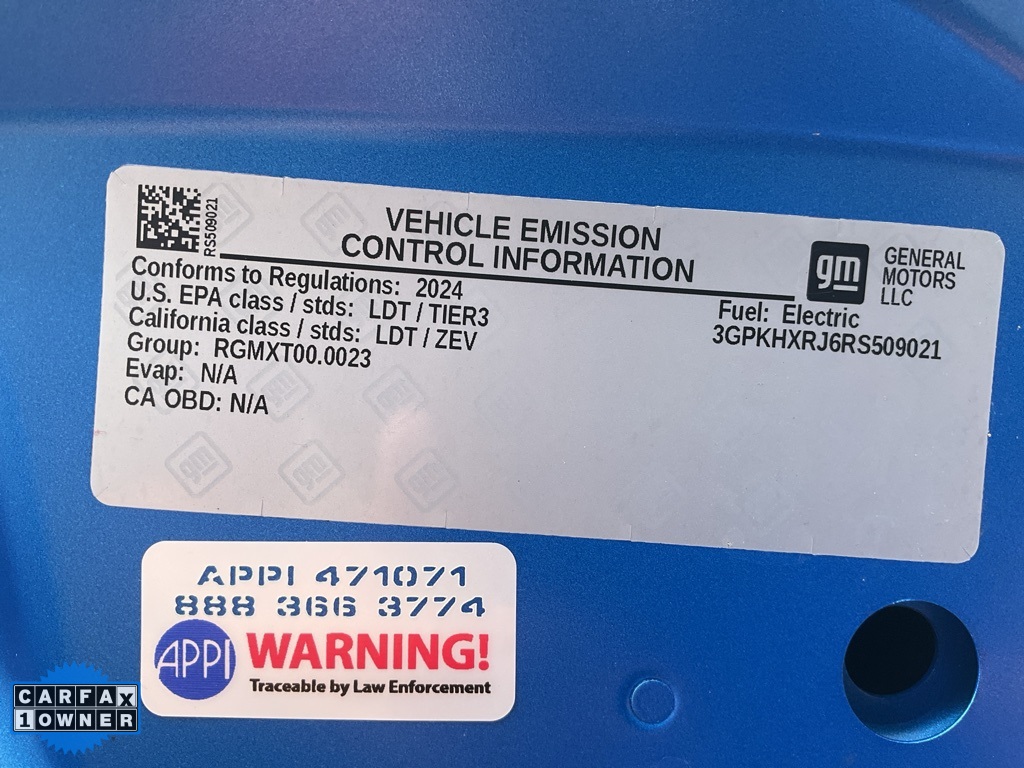 RS509021
VEHICLE EMISSION
CONTROL INFORMATION
gm
GENERAL
MOTORS
LLC
Conforms to Regulations: 2024
U.S. EPA class / stds: LDT / TIER3
California class / stds: LDT / ZEV
Group: RGMXT00.0023
Evap: N/A
CA OBD: N/A
Fuel: Electric
3GPKHXRJ6RS509021
APPI 471071
888 366 3774
APPI
WARNING!
Traceable by Law Enforcement
CARFAX
1 OWNER